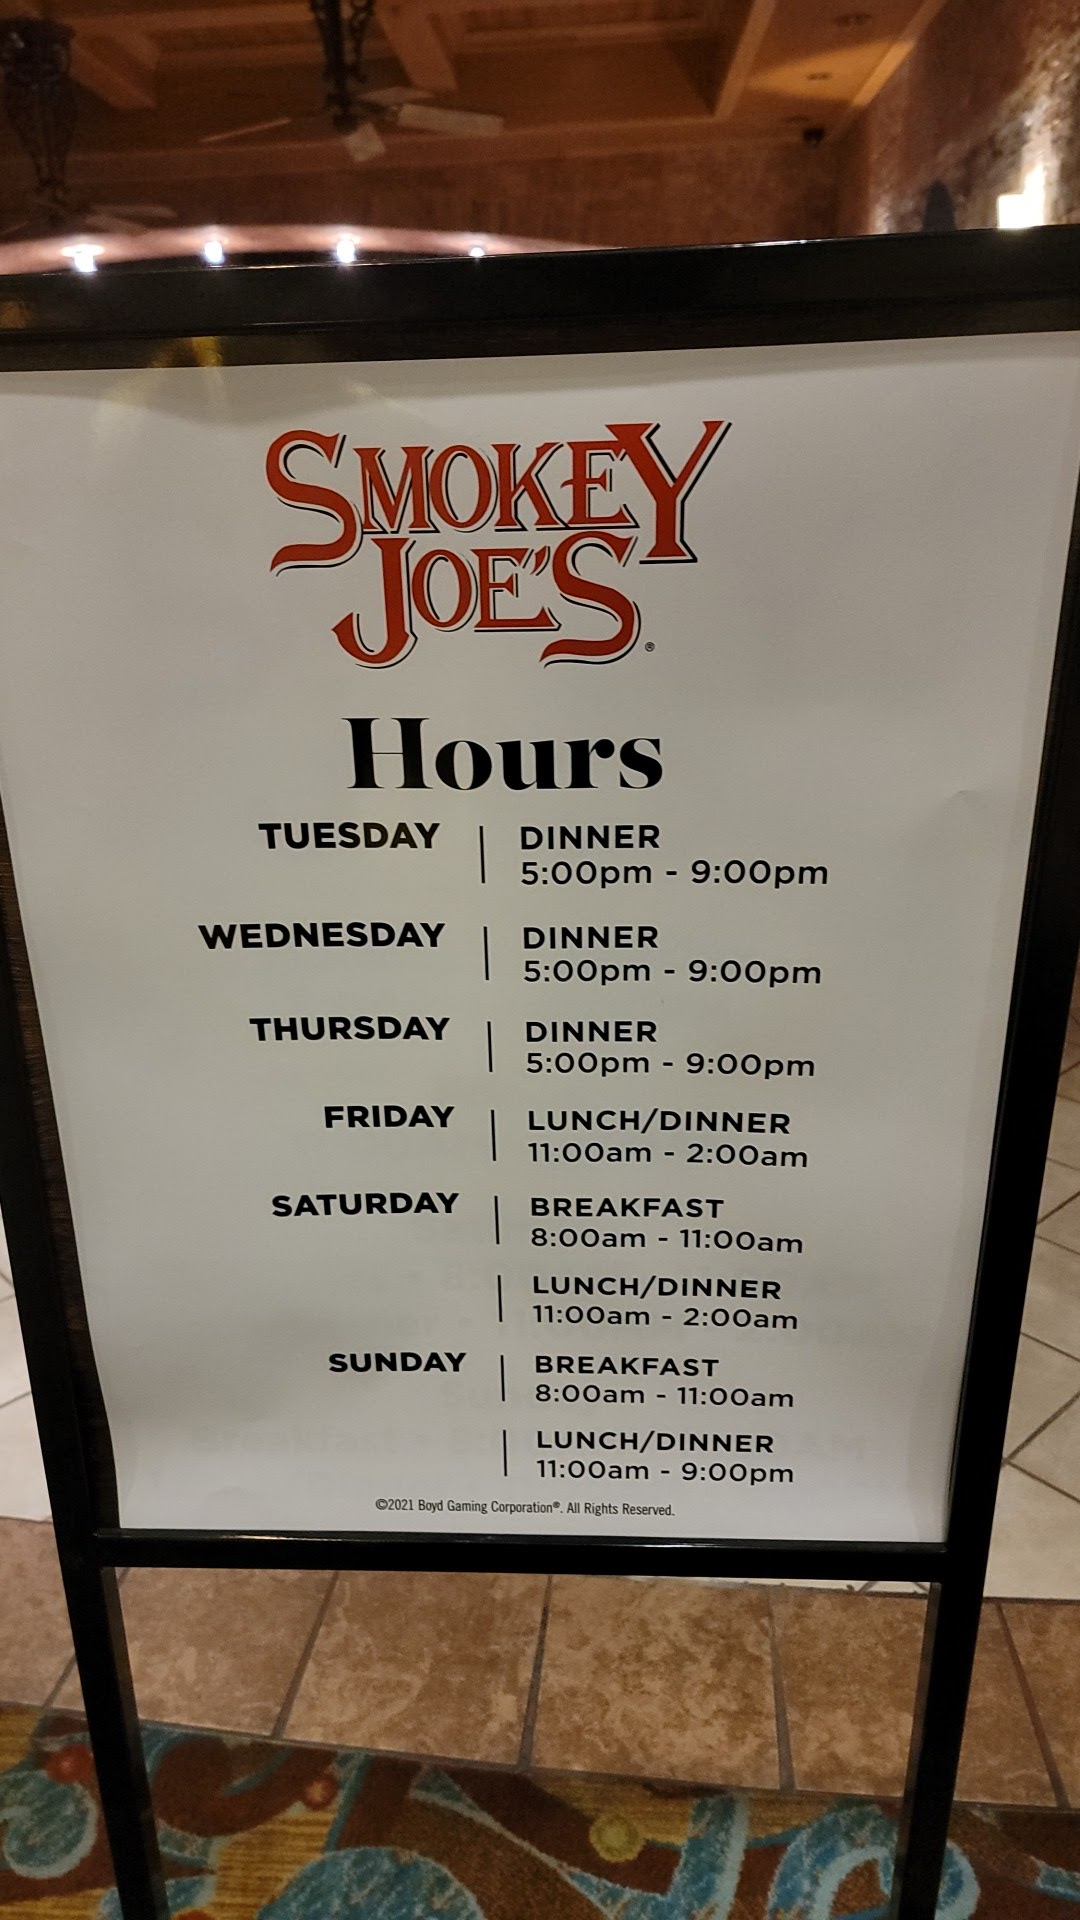 SMOKEY
JOE'S®
Hours
TUESDAY | DINNER
5:00pm - 9:00pm
WEDNESDAY | DINNER
5:00pm - 9:00pm
THURSDAY | DINNER
5:00pm - 9:00pm
FRIDAY | LUNCH/DINNER
11:00am - 2:00am
SATURDAY | BREAKFAST
8:00am - 11:00am
LUNCH/DINNER
11:00am - 2:00am
SUNDAY | BREAKFAST
8:00am - 11:00am
LUNCH/DINNER
11:00am - 9:00pm
©2021 Boyd Gaming Corporation®. All Rights Reserved.